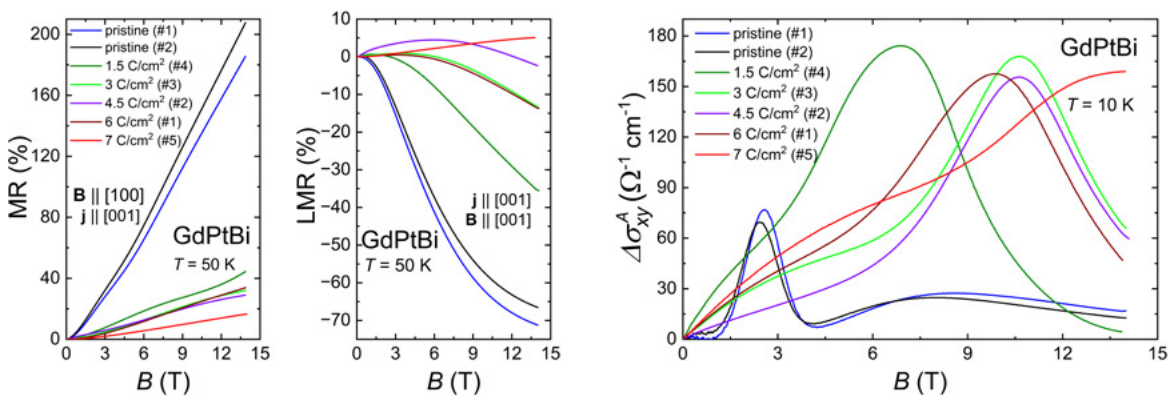 200
160
120
80
40
0
MR (%)
pristine (#1)
pristine (#2)
1.5 C/cm² (#4)
3 C/cm² (#3)
4.5 C/cm² (#2)
6 C/cm² (#1)
7 C/cm² (#5)
B || [100]
j || [001]
GdPtBi
T = 50 K
0 3 6 9 12 15
B (T)
10
0
−10
−20
−30
−40
−50
−60
−70
LMR (%)
j || [001]
B || [001]
GdPtBi
T = 50 K
0 3 6 9 12 15
B (T)
180
150
120
90
60
30
0
Δσ^A_xy (Ω⁻¹ cm⁻¹)
pristine (#1)
pristine (#2)
1.5 C/cm² (#4)
3 C/cm² (#3)
4.5 C/cm² (#2)
6 C/cm² (#1)
7 C/cm² (#5)
GdPtBi
T = 10 K
0 3 6 9 12 15
B (T)